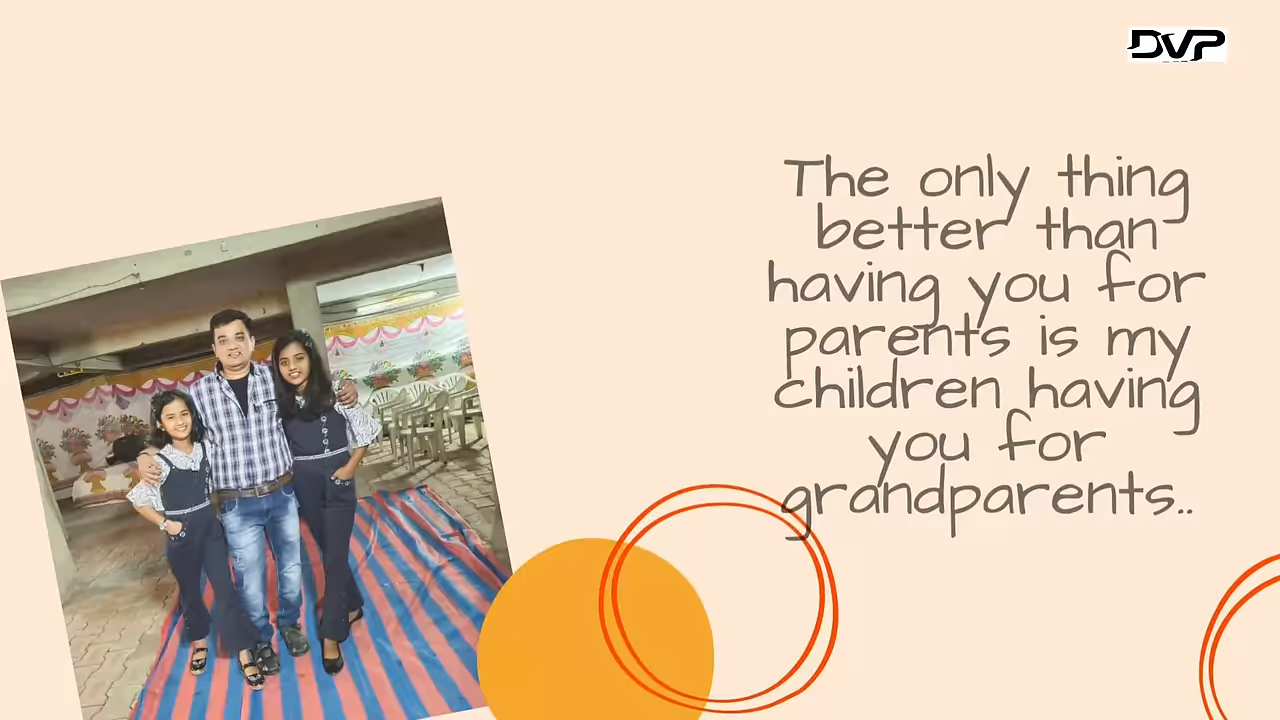 DVP
The only thing
better than
having you for
parents is my
children having
you for
grandparents..